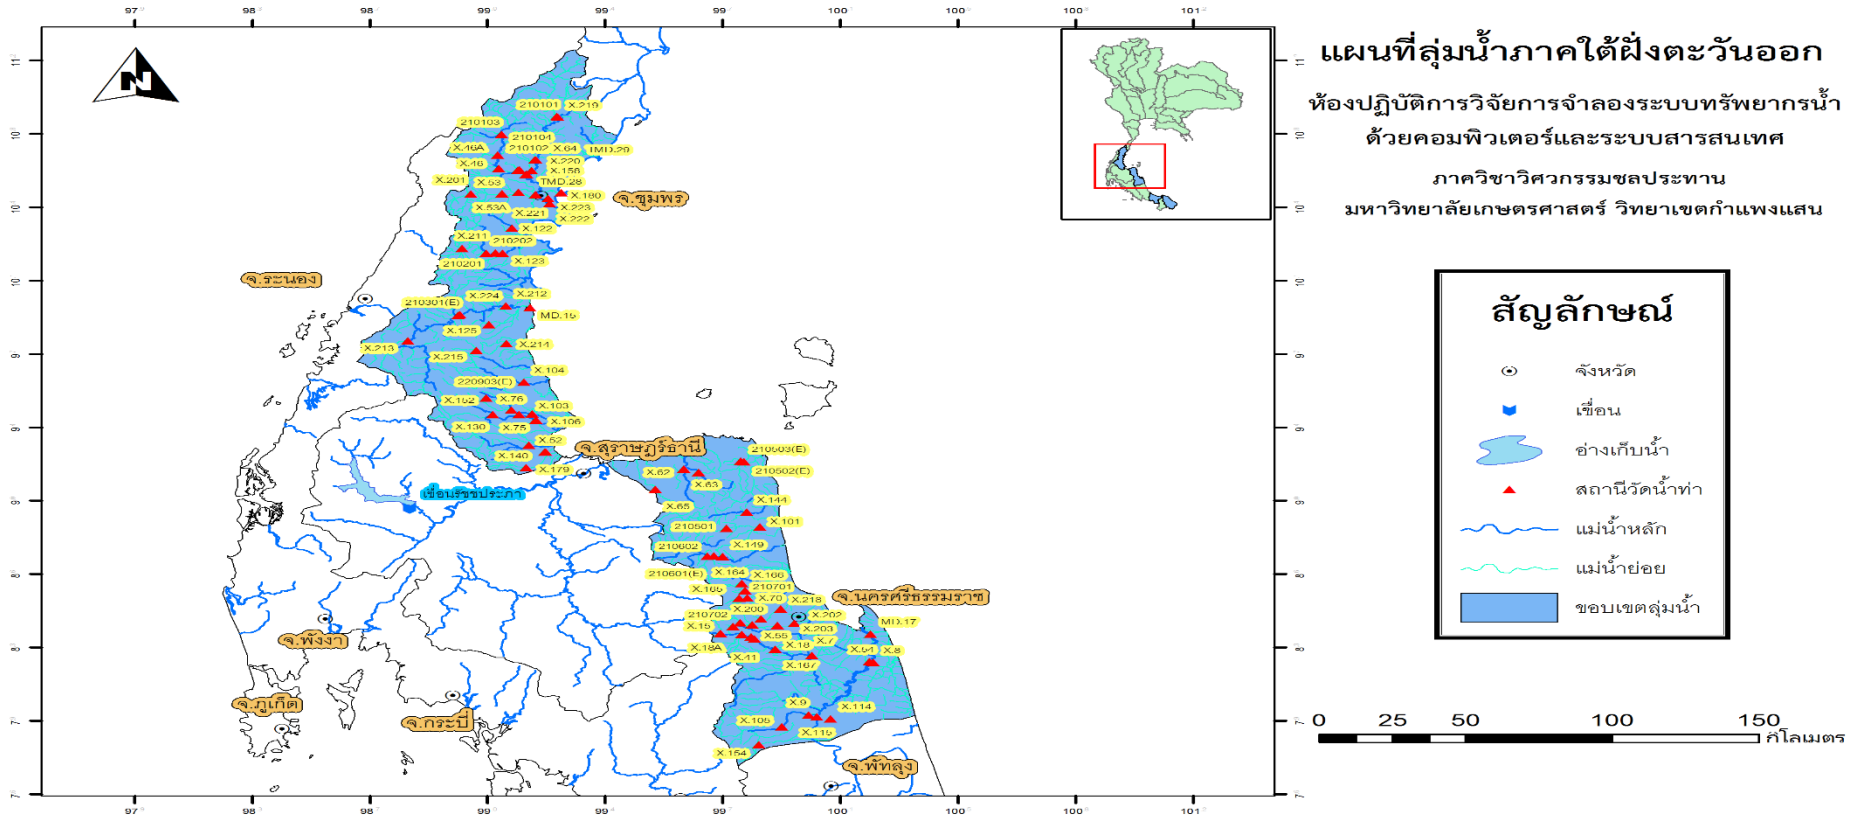 แผนที่ลุ่มน้ำภาคใต้ฝั่งตะวันออก
ห้องปฏิบัติการวิจัยการจำลองระบบทรัพยากรน้ำ
ด้วยคอมพิวเตอร์และระบบสารสนเทศ
ภาควิชาวิศวกรรมชลประทาน
มหาวิทยาลัยเกษตรศาสตร์ วิทยาเขตกำแพงแสน
สัญลักษณ์
จังหวัด
เขื่อน
อ่างเก็บน้ำ
สถานีวัดน้ำท่า
แม่น้ำหลัก
แม่น้ำย่อย
ขอบเขตลุ่มน้ำ
0 25 50 100 150
กิโลเมตร
N
210101 X.219
210103
210104
X.46A 210102 X.64 TMD.29
X.46 X.220
X.158
X.201 X.53 TMD.28
X.180
X.53A X.223
X.221 X.222
จ.ชุมพร
X.122
X.211 210202
210201 X.123
จ.ระนอง
X.224 X.212
210301(E)
MD.15
X.125
X.213 X.215 X.214
X.104
220903(E)
X.152 X.76 X.103
X.130 X.75 X.106
X.52
X.140
X.179
จ.สุราษฎร์ธานี
เขื่อนรัชชประภา
210503(E)
X.62 210502(E)
X.63
X.65 X.144
210501 X.101
210602 X.149
210601(E) X.164 X.166
X.165 210701
X.70 X.218
จ.นครศรีธรรมราช
210702 X.200 X.202
X.15 X.203 MD.17
X.55 X.7
X.18A X.18 X.54 X.8
X.41 X.167
จ.พังงา
จ.ภูเก็ต
จ.กระบี่
X.9 X.114
X.105
X.115
X.154
จ.พัทลุง